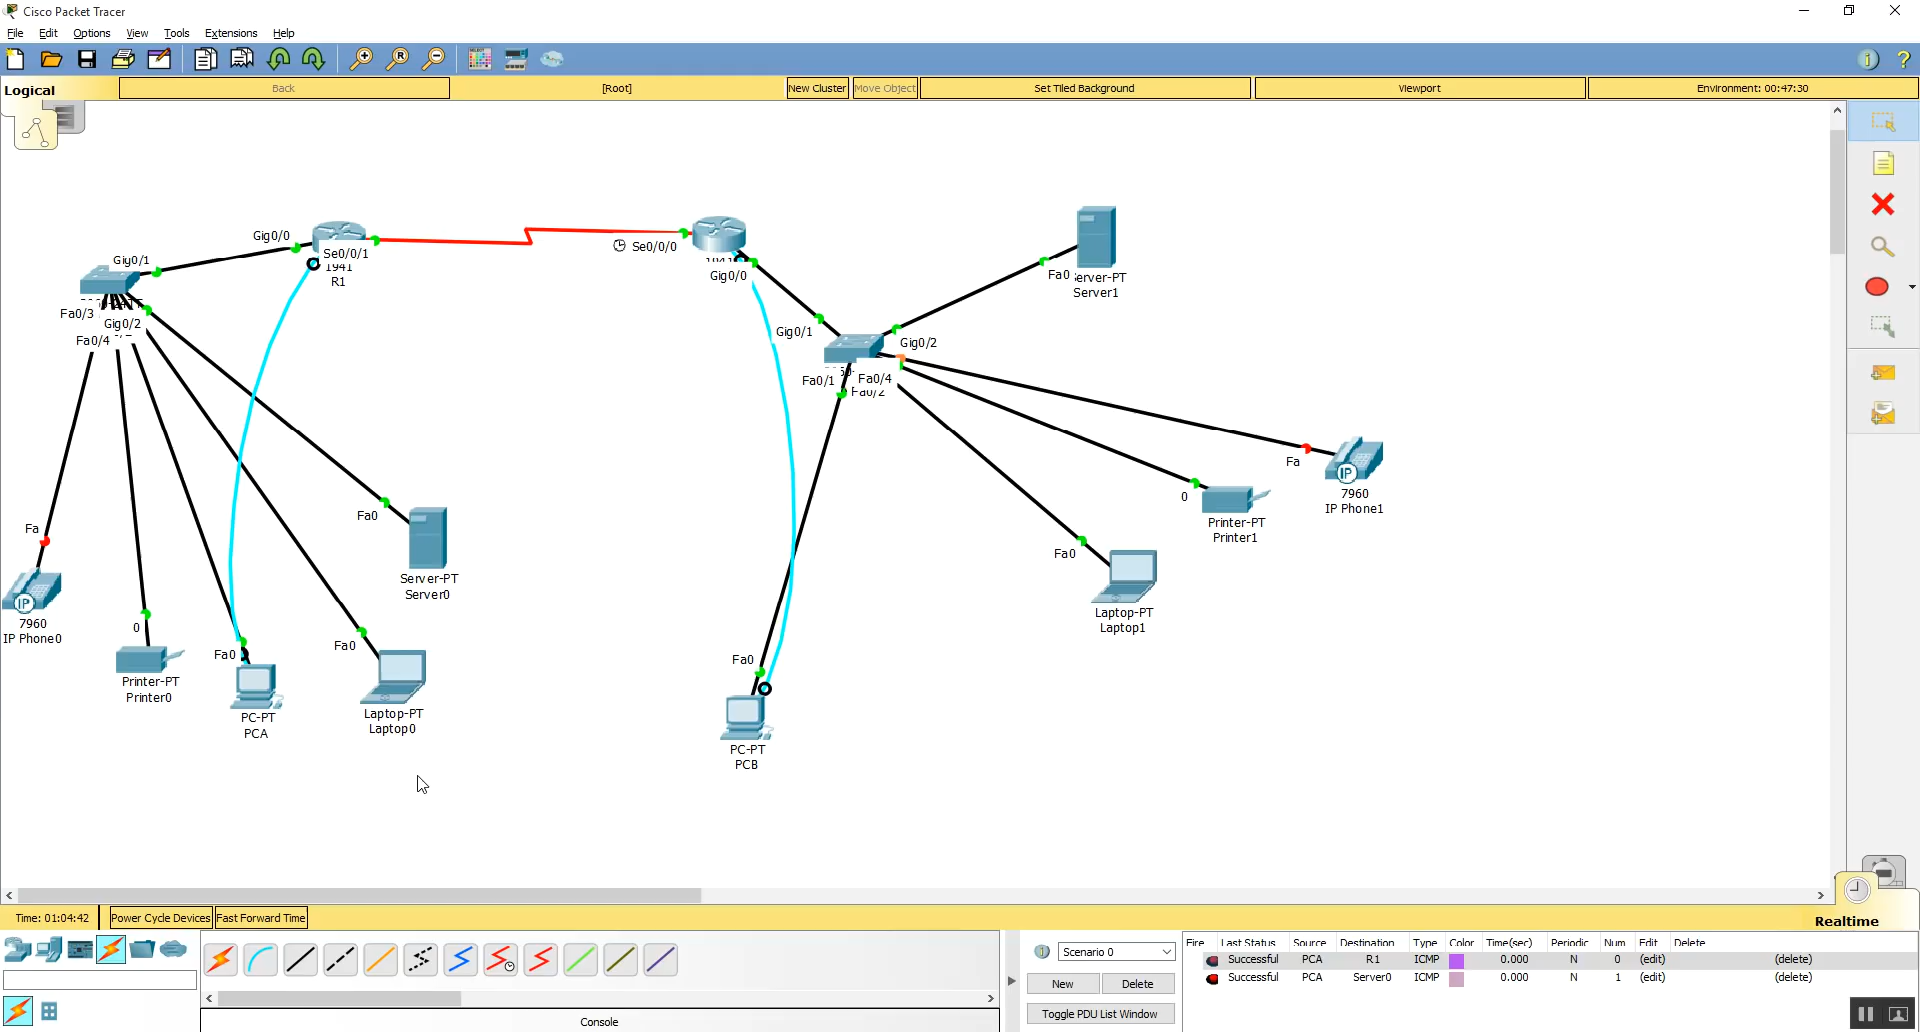 Cisco Packet Tracer
File Edit Options View Tools Extensions Help
Logical Back [Root] New Cluster Move Object Set Tiled Background Viewport Environment: 00:47:30
Gig0/0
Se0/0/1
1941
R1
Se0/0/0
Gig0/0
Gig0/1
Fa0/3
Gig0/2
Fa0/4
Fa0 erver-PT
Server1
Gig0/1
Gig0/2
Fa0/1
Fa0/4
Fa0/2
Fa
7960
IP Phone1
0
Printer-PT
Printer1
Fa0
Laptop-PT
Laptop1
Fa0
Server-PT
Server0
Fa
7960
IP Phone0
0
Printer-PT
Printer0
Fa0
PC-PT
PCA
Fa0
Laptop-PT
Laptop0
Fa0
PC-PT
PCB
Time: 01:04:42 Power Cycle Devices Fast Forward Time
Realtime
Console
Scenario 0
New Delete
Toggle PDU List Window
Fire Last Status Source Destination Type Color Time(sec) Periodic Num Edit Delete
Successful PCA R1 ICMP 0.000 N 0 (edit) (delete)
Successful PCA Server0 ICMP 0.000 N 1 (edit) (delete)